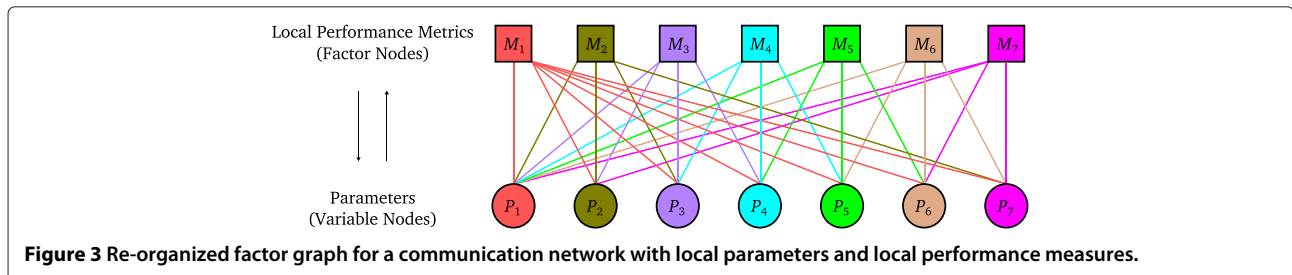 Local Performance Metrics
(Factor Nodes)
M1 M2 M3 M4 M5 M6 M7
Parameters
(Variable Nodes)
P1 P2 P3 P4 P5 P6 P7
Figure 3 Re-organized factor graph for a communication network with local parameters and local performance measures.